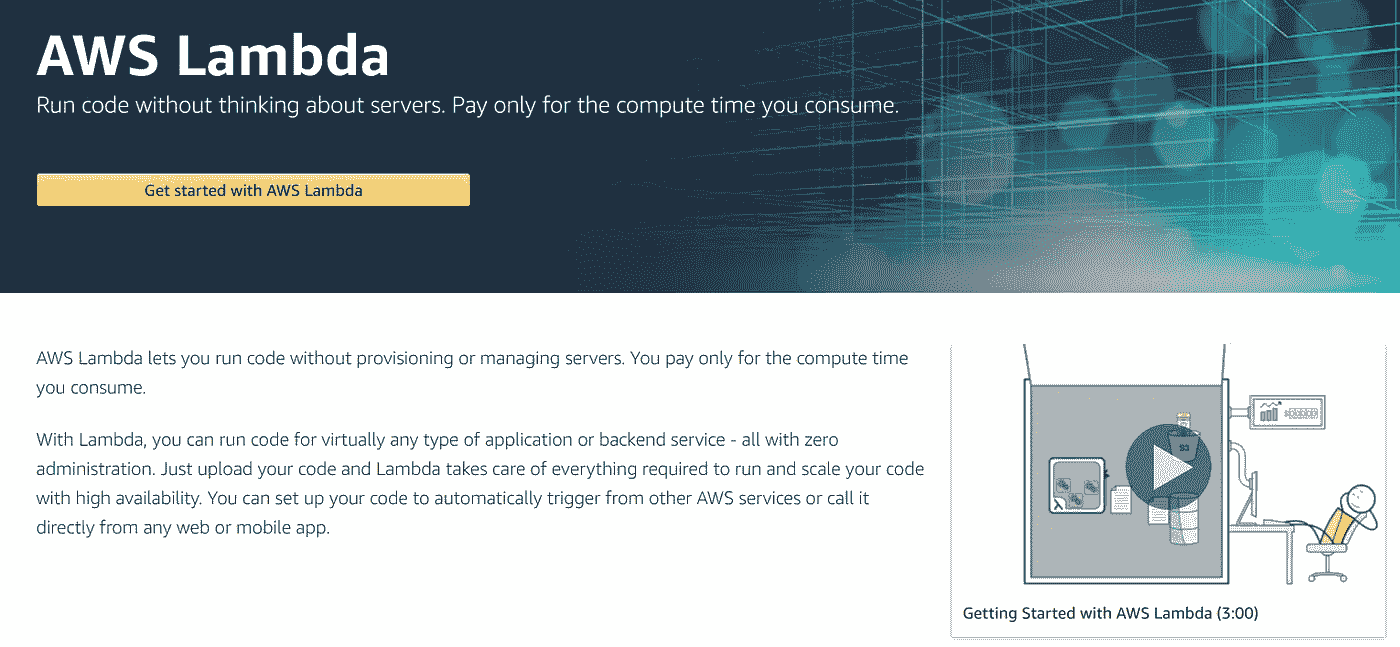 AWS Lambda
Run code without thinking about servers. Pay only for the compute time you consume.
Get started with AWS Lambda
AWS Lambda lets you run code without provisioning or managing servers. You pay only for the compute time
you consume.
With Lambda, you can run code for virtually any type of application or backend service - all with zero
administration. Just upload your code and Lambda takes care of everything required to run and scale your code
with high availability. You can set up your code to automatically trigger from other AWS services or call it
directly from any web or mobile app.
S3
λ
Getting Started with AWS Lambda (3:00)